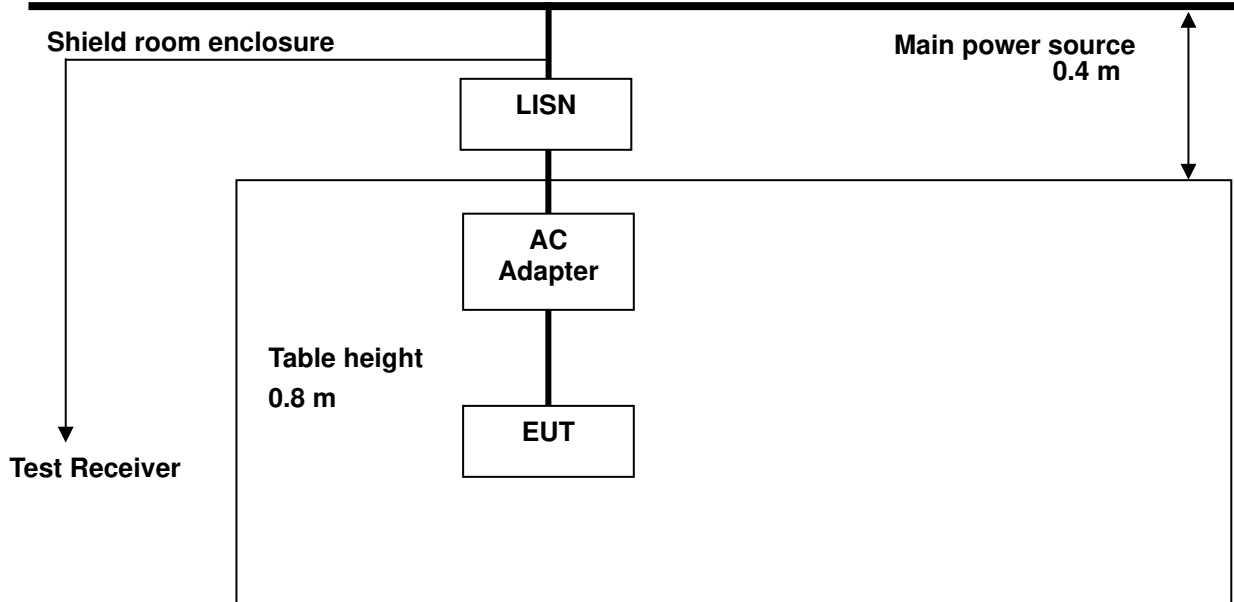 Shield room enclosure
Main power source
0.4 m
LISN
AC
Adapter
Table height
0.8 m
EUT
Test Receiver